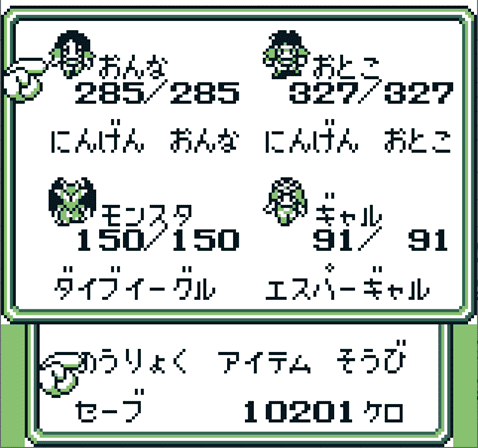 おんな おとこ
285/285 327/327
にんげん おんな にんげん おとこ
モンスタ ギャル
150/150 91/ 91
ダイブイーグル エスパーギャル
のうりょく アイテム そうび
セーブ 10201 ケロ